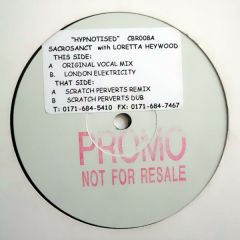 "HYPNOTISED" CBR008A
SACROSANCT with LORETTA HEYWOOD
THIS SIDE:
A ORIGINAL VOCAL MIX
B. LONDON ELEKTRICITY
THAT SIDE:
A SCRATCH PERVERTS REMIX
B SCRATCH PERVERTS DUB
T: 0171-684-5410 FX: 0171-684-7467
PROMO
NOT FOR RESALE